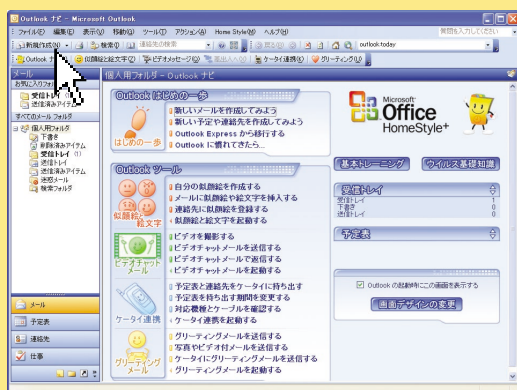 Outlook ナビ - Microsoft Outlook
ファイル(F) 編集(E) 表示(V) 移動(G) ツール(T) アクション(A) Home Style(M) ヘルプ(H)
質問を入力してください
新規作成(N) 検索(I) 連絡先の検索
outlook:today
Outlook ナ 似顔絵と絵文字(Z) ビデオメッセージ(Q) ケータイ連携(K) グリーティング(U)
メール
個人用フォルダ - Outlook ナビ
お気に入りフォルダ
受信トレイ (1)
送信済みアイテム
すべてのメール フォルダ
個人用フォルダ
下書き
削除済みアイテム
受信トレイ (1)
送信トレイ
送信済みアイテム
迷惑メール
検索フォルダ
メール
予定表
連絡先
仕事
Outlook はじめの一歩
はじめの一歩
新しいメールを作成してみよう
新しい予定や連絡先を作成してみよう
Outlook Express から移行する
Outlook に慣れてきたら...
Outlook ツール
似顔絵と
絵文字
自分の似顔絵を作成する
メールに似顔絵や絵文字を挿入する
連絡先に似顔絵を登録する
似顔絵と絵文字を起動する
ビデオチャット
メール
ビデオを撮影する
ビデオチャットメールを送信する
ビデオチャットメールで返信する
ビデオチャットメールを起動する
ケータイ連携
予定表と連絡先をケータイに持ち出す
予定表を持ち出す期間を変更する
対応機種とケーブルを確認する
ケータイ連携を起動する
グリーティング
メール
グリーティングメールを送信する
写真やビデオ付メールを送信する
ケータイにグリーティングメールを送信する
グリーティングメールを起動する
Microsoft
Office
HomeStyle+
基本トレーニング ウイルス基礎知識
受信トレイ
受信トレイ 1
下書き 0
送信トレイ 0
予定表
Outlook の起動時にこの画面を表示する
画面デザインの変更